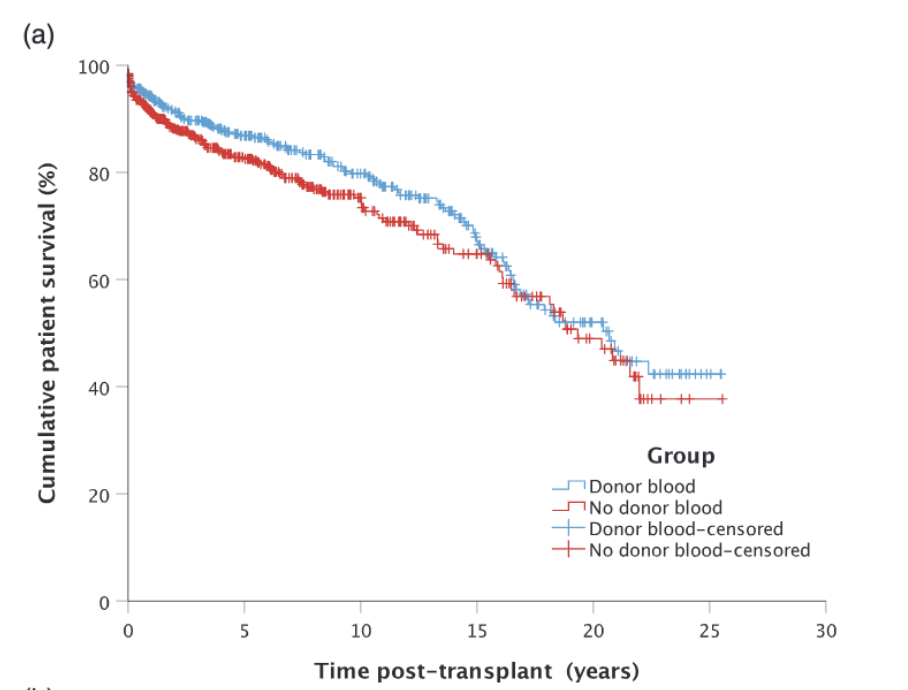 (a)
100
80
60
40
20
0
Cumulative patient survival (%)
Group
Donor blood
No donor blood
Donor blood-censored
No donor blood-censored
0 5 10 15 20 25 30
Time post-transplant (years)